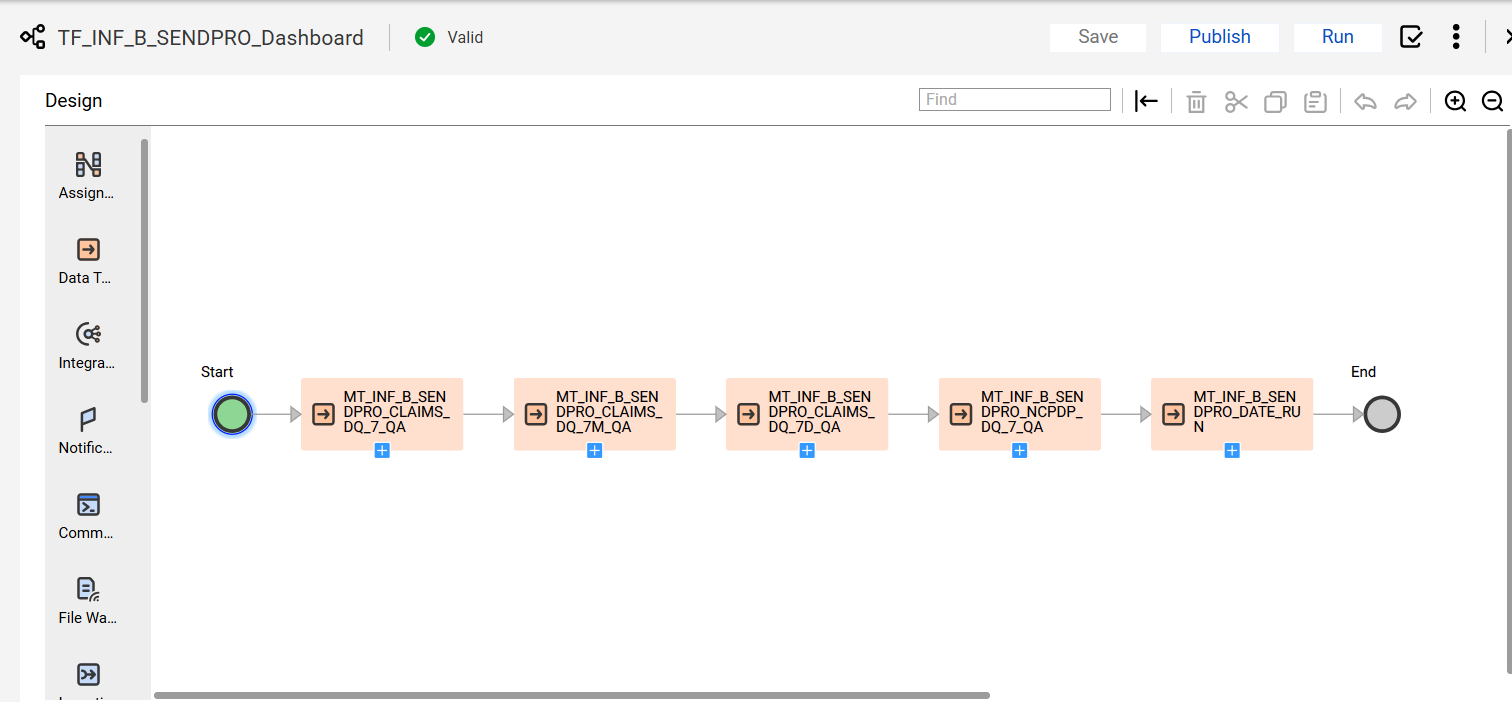 TF_INF_B_SENDPRO_Dashboard
Valid
Save
Publish
Run
Design
Find
Assign...
Data T...
Integra...
Notific...
Comm...
File Wa...
Start
MT_INF_B_SEN
DPRO_CLAIMS_
DQ_7_QA
MT_INF_B_SEN
DPRO_CLAIMS_
DQ_7M_QA
MT_INF_B_SEN
DPRO_CLAIMS_
DQ_7D_QA
MT_INF_B_SEN
DPRO_NCPDP_
DQ_7_QA
MT_INF_B_SEN
DPRO_DATE_RU
N
End